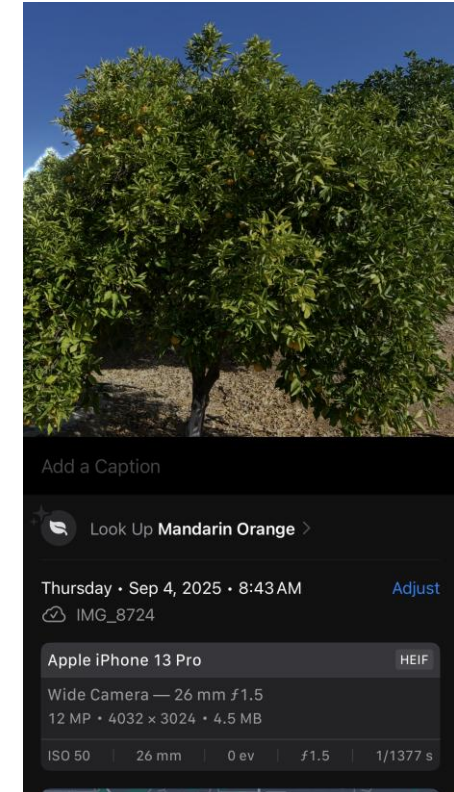 Add a Caption
Look Up Mandarin Orange >
Thursday • Sep 4, 2025 • 8:43 AM Adjust
IMG_8724
Apple iPhone 13 Pro HEIF
Wide Camera — 26 mm ƒ1.5
12 MP • 4032 × 3024 • 4.5 MB
ISO 50 | 26 mm | 0 ev | ƒ1.5 | 1/1377 s